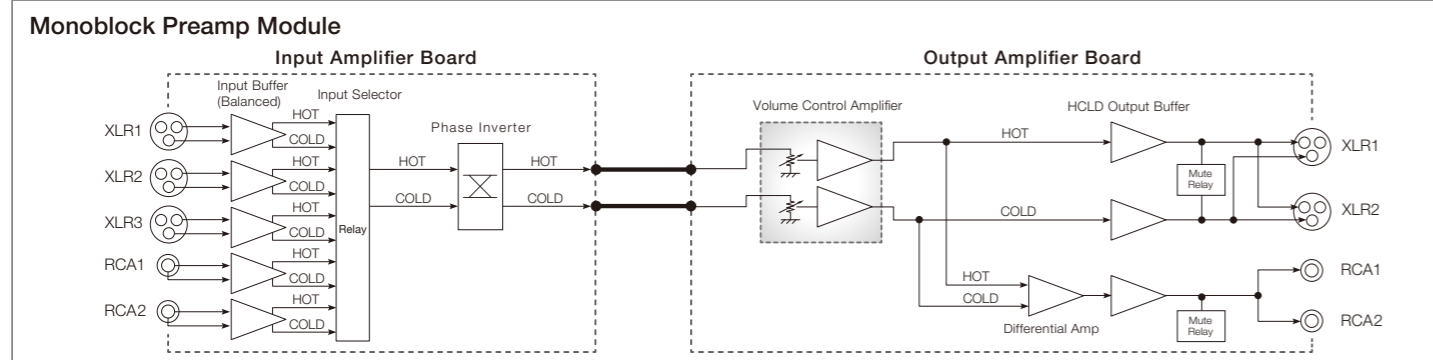 Monoblock Preamp Module
Input Amplifier Board
Output Amplifier Board
Input Buffer
(Balanced)
Input Selector
XLR1
HOT
COLD
XLR2
HOT
COLD
XLR3
HOT
COLD
RCA1
HOT
COLD
RCA2
HOT
COLD
Relay
Phase Inverter
HOT
HOT
COLD
COLD
Volume Control Amplifier
HCLD Output Buffer
HOT
COLD
Mute
Relay
XLR1
XLR2
HOT
COLD
Differential Amp
Mute
Relay
RCA1
RCA2